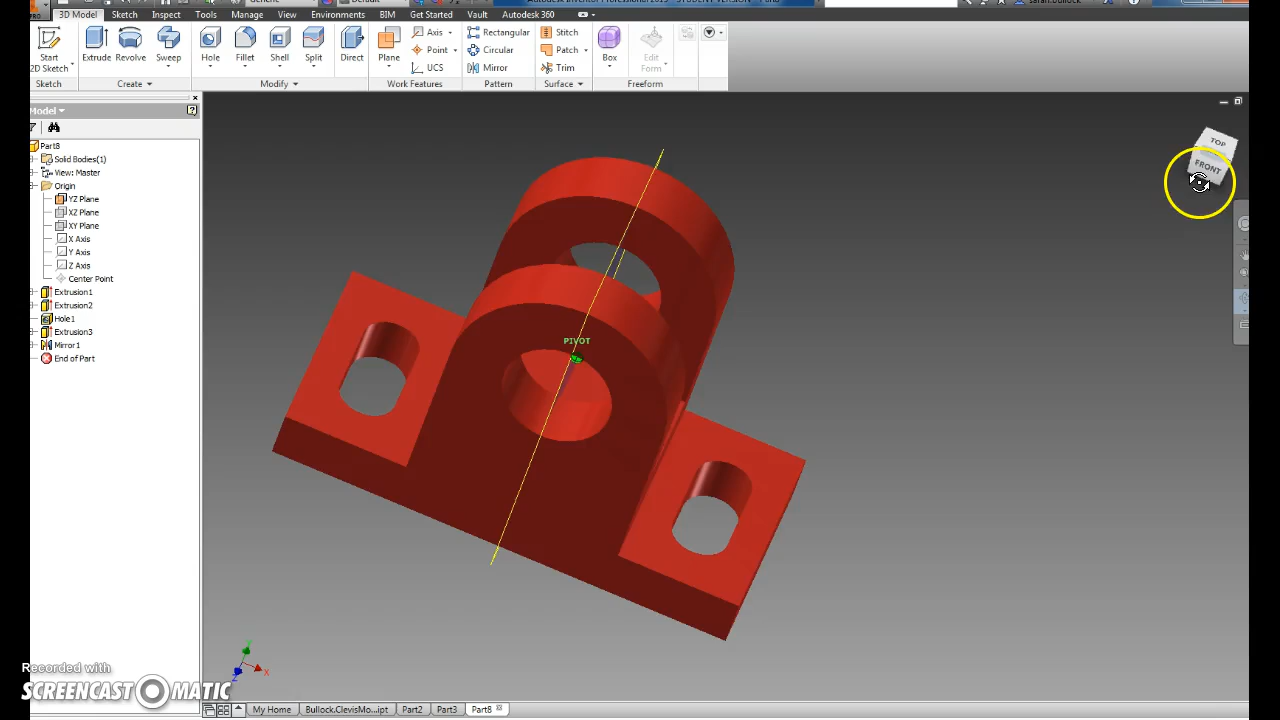 3D Model Sketch Inspect Tools Manage View Environments BIM Get Started Vault Autodesk 360
Start
2D Sketch
Extrude Revolve Sweep
Hole Fillet Shell Split Direct
Plane
Axis
Point
UCS
Rectangular
Circular
Mirror
Stitch
Patch
Trim
Box
Edit
Form
Sketch Create Modify Work Features Pattern Surface Freeform
Model
Part8
Solid Bodies(1)
View: Master
Origin
YZ Plane
XZ Plane
XY Plane
X Axis
Y Axis
Z Axis
Center Point
Extrusion1
Extrusion2
Hole1
Extrusion3
Mirror1
End of Part
TOP
FRONT
PIVOT
Y
X
Z
Recorded with
SCREENCAST MATIC
My Home Bullock.ClevisMo...ipt Part2 Part3 Part8